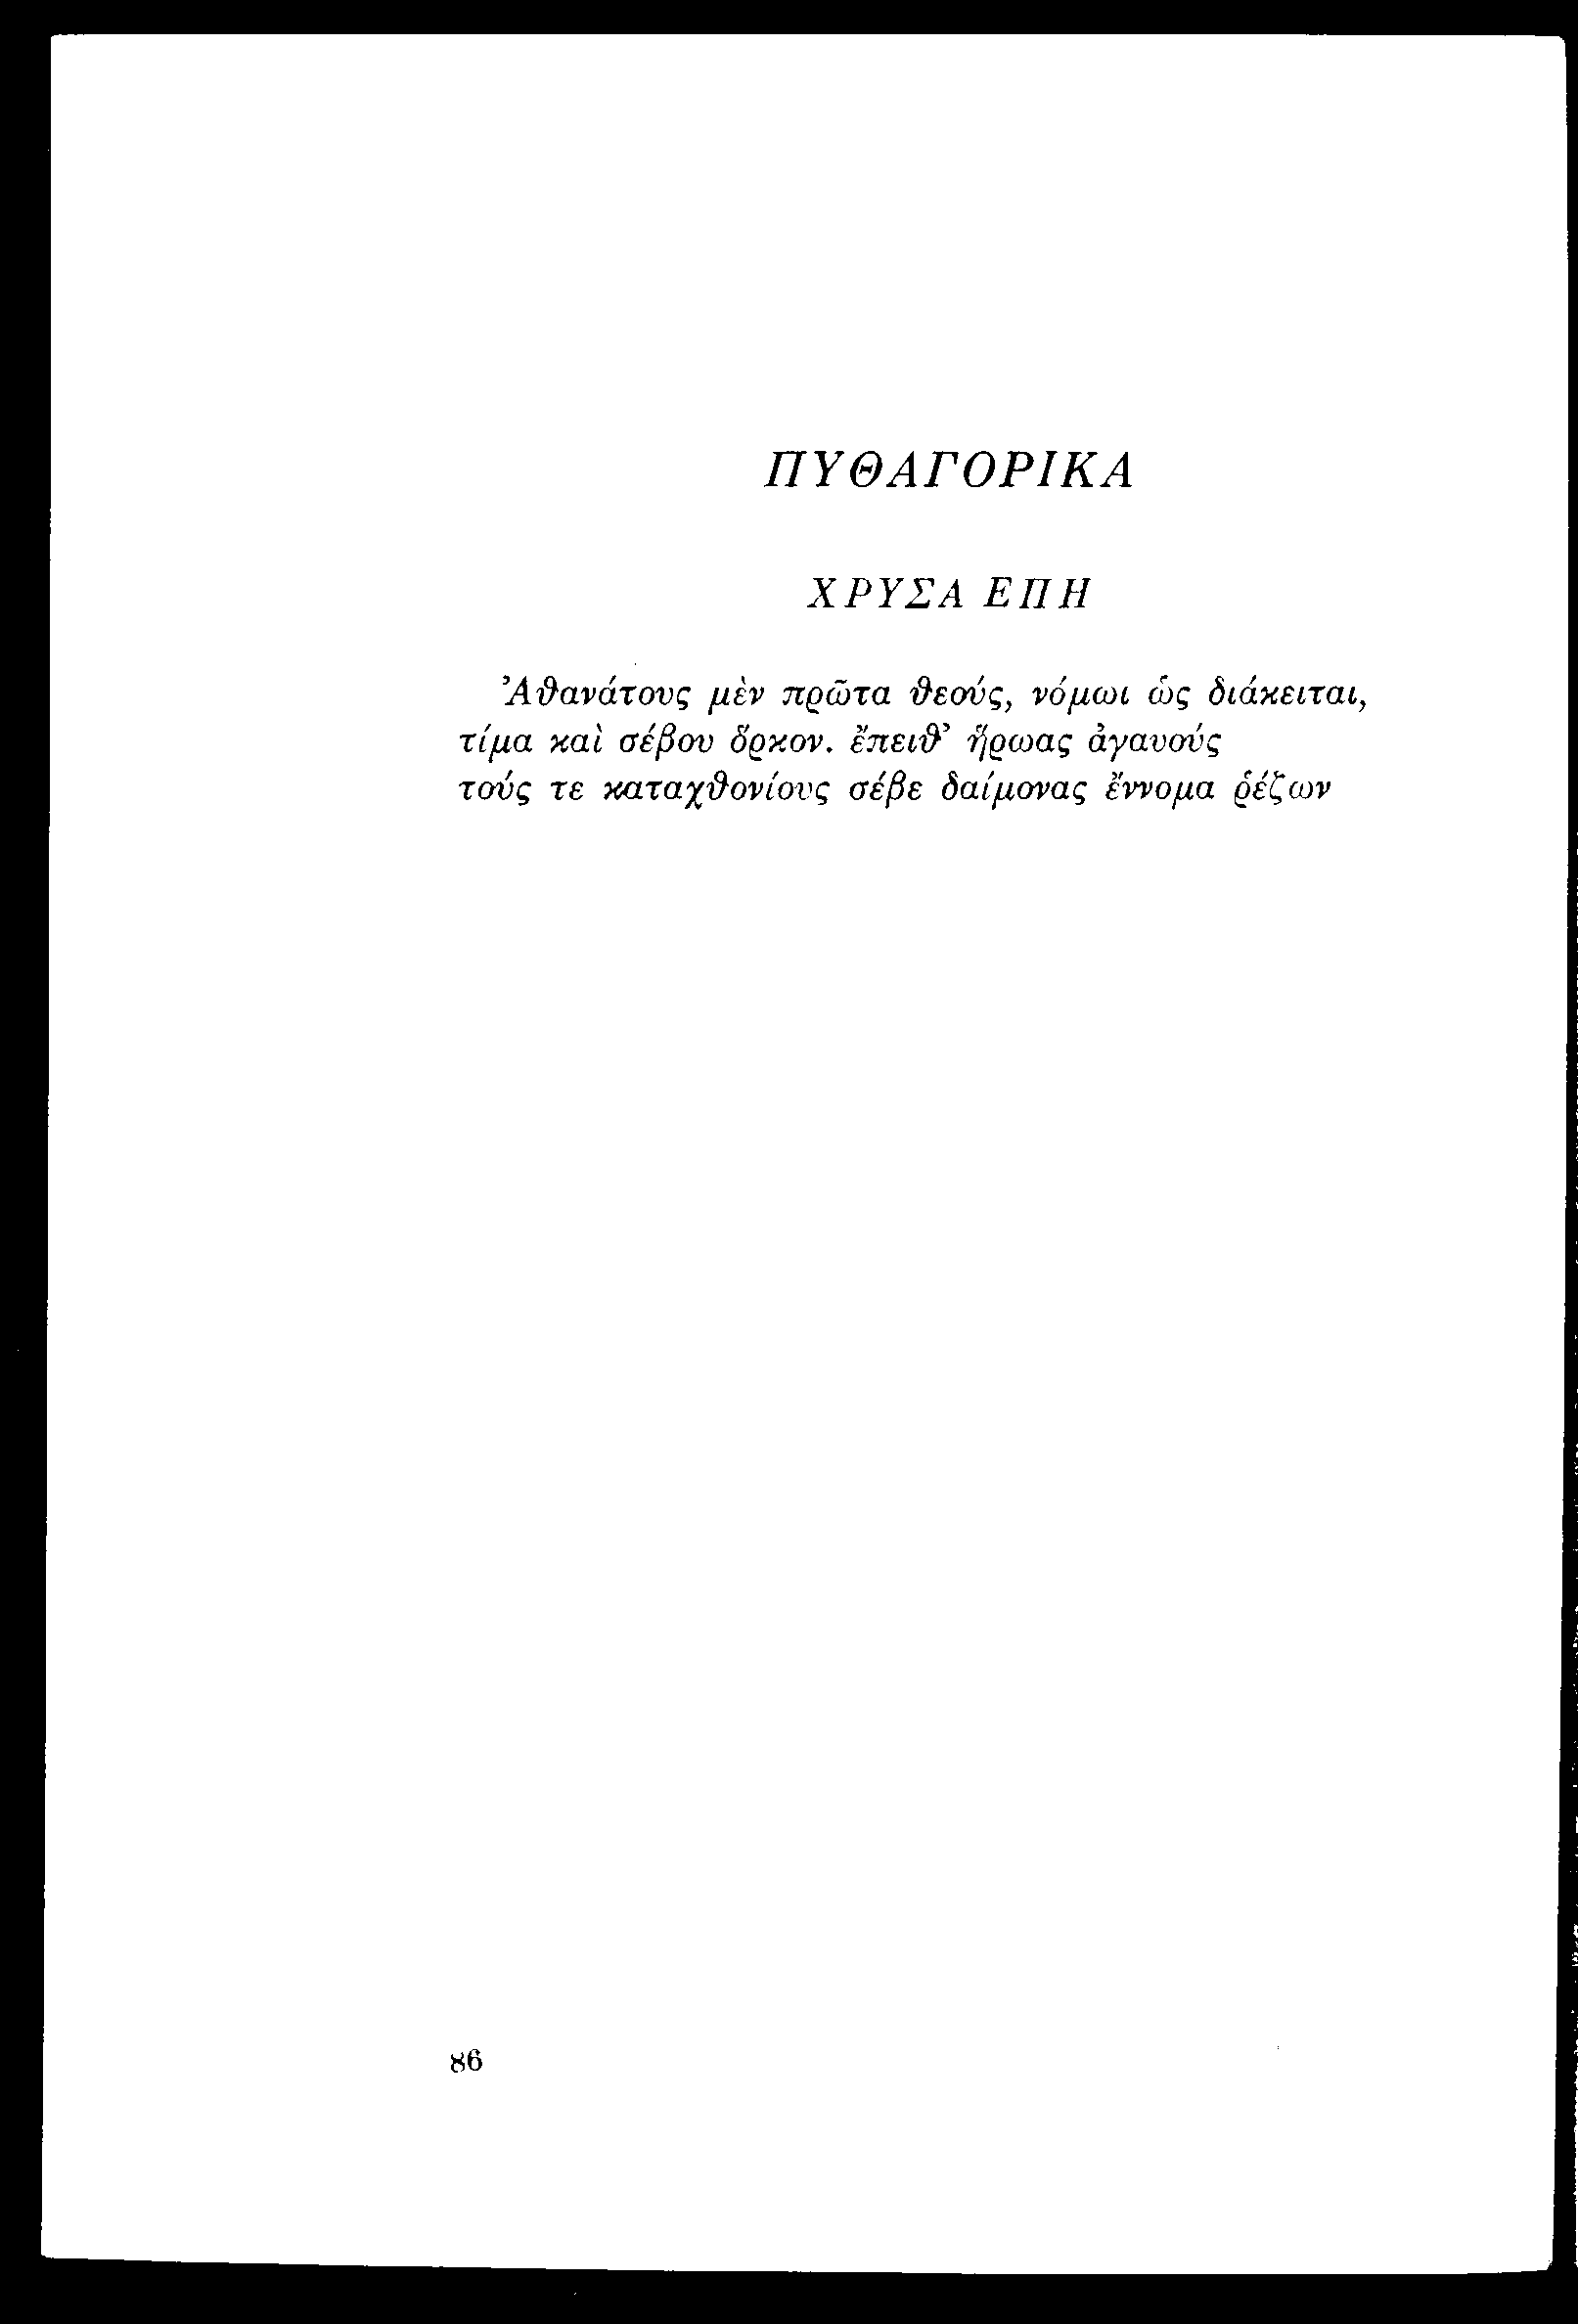 ΠΥΘΑΓΟΡΙΚΑ
ΧΡΥΣΑ ΕΠΗ
Ἀϑανάτους μὲν πρῶτα ϑεούς, νόμωι ὡς διάκειται,
τίμα καὶ σέβου ὅρκον. ἔπειϑ’ ἥρωας ἀγαυούς
τούς τε καταχϑονίους σέβε δαίμονας ἔννομα ῥέζων
86